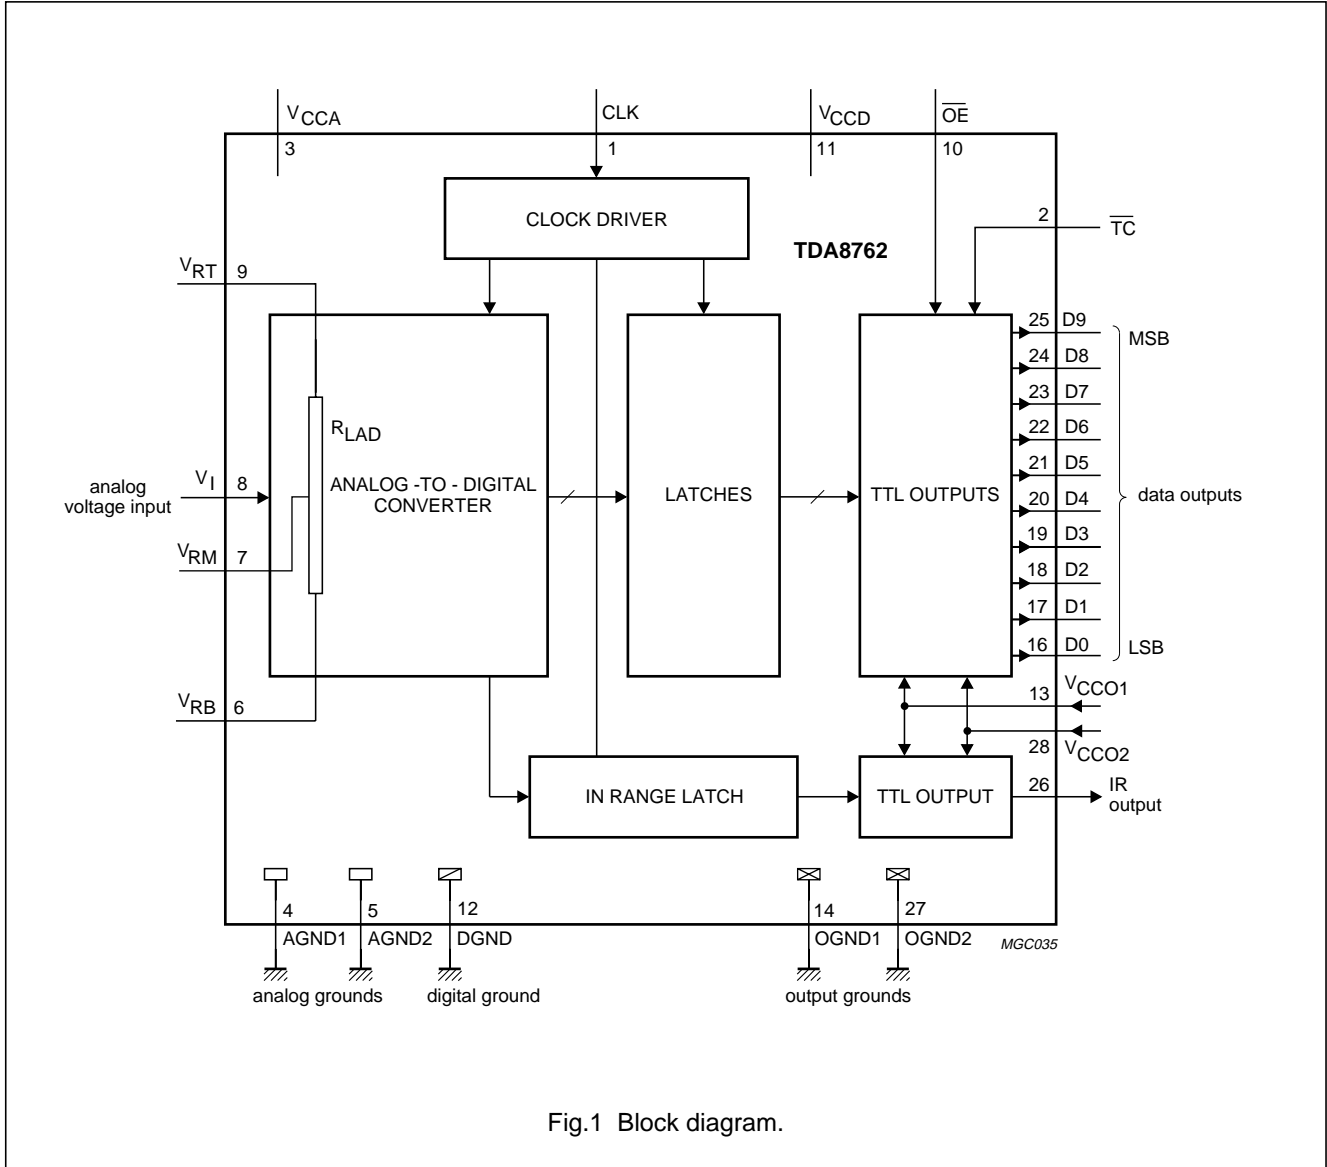 VCCA
CLK
VCCD
OE
3
1
11
10
CLOCK DRIVER
2
TC
TDA8762
VRT
9
25 D9
MSB
24 D8
23 D7
RLAD
22 D6
VI
8
21 D5
analog
voltage input
ANALOG -TO - DIGITAL
CONVERTER
LATCHES
TTL OUTPUTS
data outputs
20 D4
19 D3
VRM
7
18 D2
17 D1
16 D0
LSB
VRB
6
13
VCCO1
28
VCCO2
IN RANGE LATCH
TTL OUTPUT
26
IR
output
4
5
12
14
27
AGND1
AGND2
DGND
OGND1
OGND2
MGC035
analog grounds
digital ground
output grounds
Fig.1 Block diagram.